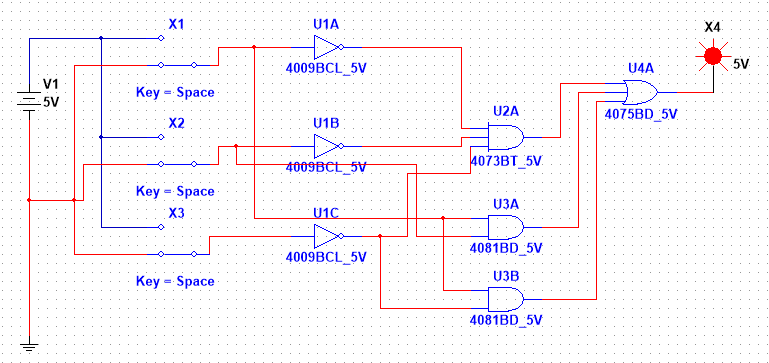 X1
U1A
X4
4009BCL_5V
V1
5V
Key = Space
U4A
5V
4075BD_5V
X2
U1B
U2A
4009BCL_5V
4073BT_5V
Key = Space
X3
U1C
U3A
4009BCL_5V
4081BD_5V
Key = Space
U3B
4081BD_5V